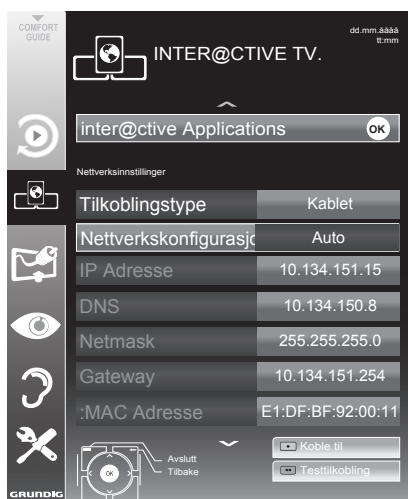 COMFORT
GUIDE
dd.mm.åååå
tt:mm
INTER@CTIVE TV.
inter@ctive Applications
OK
Nettverksinnstillinger
Tilkoblingstype
Kablet
Nettverkskonfigurasjo
Auto
IP Adresse
10.134.151.15
DNS
10.134.150.8
Netmask
255.255.255.0
Gateway
10.134.151.254
:MAC Adresse
E1:DF:BF:92:00:11
Avslutt
Tilbake
OK
Koble til
Testtilkobling
GRUNDIG